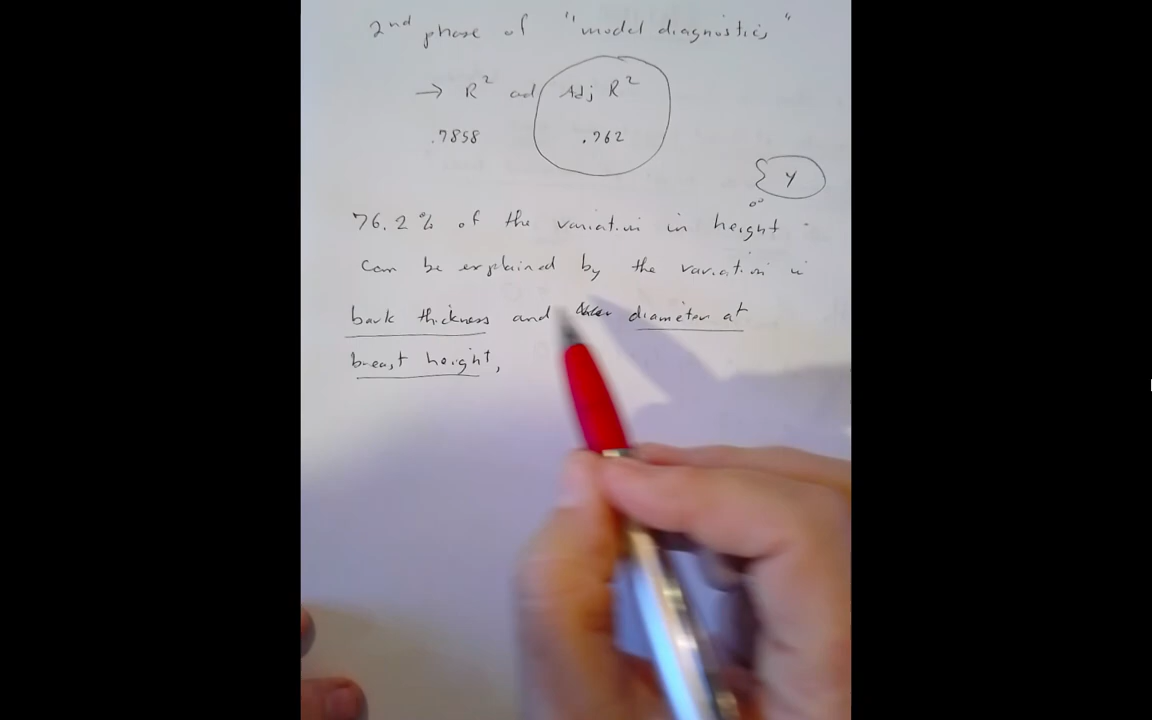 2nd phase of "model diagnostics"
→ R² and Adj R²
.7858 .762
Y
76.2% of the variation in height
can be explained by the variation in
bark thickness and diameter at
breast height,